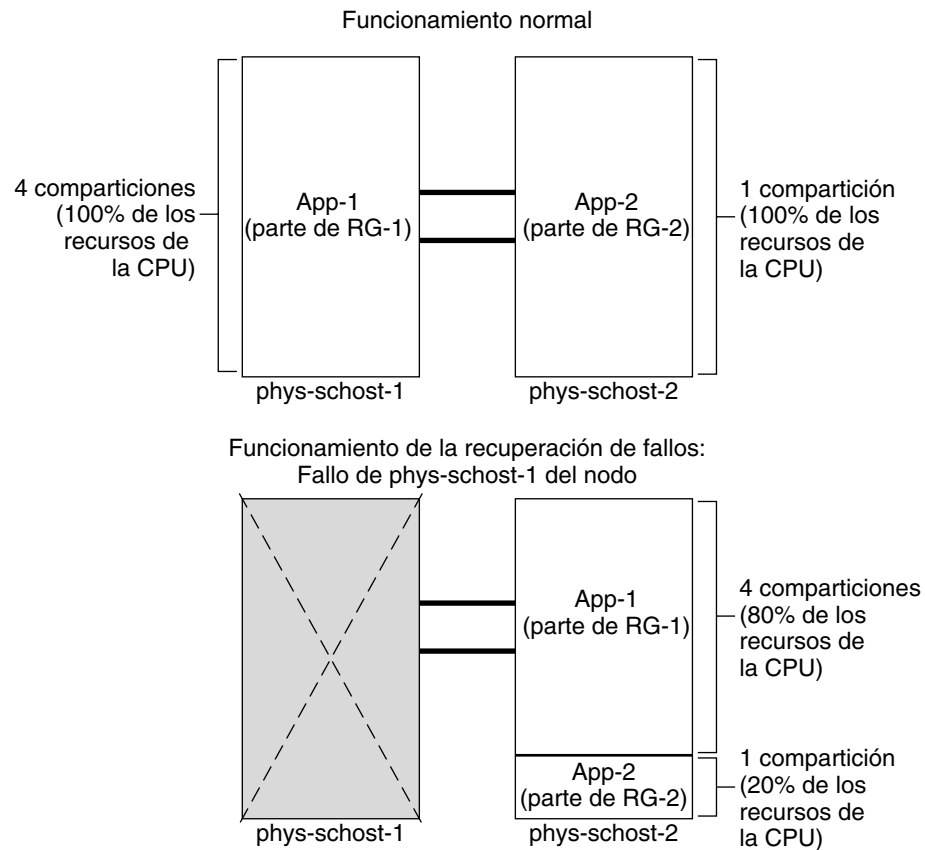 Funcionamiento normal
4 comparticiones
(100% de los
recursos de
la CPU)
App-1
(parte de RG-1)
App-2
(parte de RG-2)
1 compartición
(100% de los
recursos de
la CPU)
phys-schost-1
phys-schost-2
Funcionamiento de la recuperación de fallos:
Fallo de phys-schost-1 del nodo
App-1
(parte de RG-1)
4 comparticiones
(80% de los
recursos de
la CPU)
App-2
(parte de RG-2)
1 compartición
(20% de los
recursos de
la CPU)
phys-schost-1
phys-schost-2